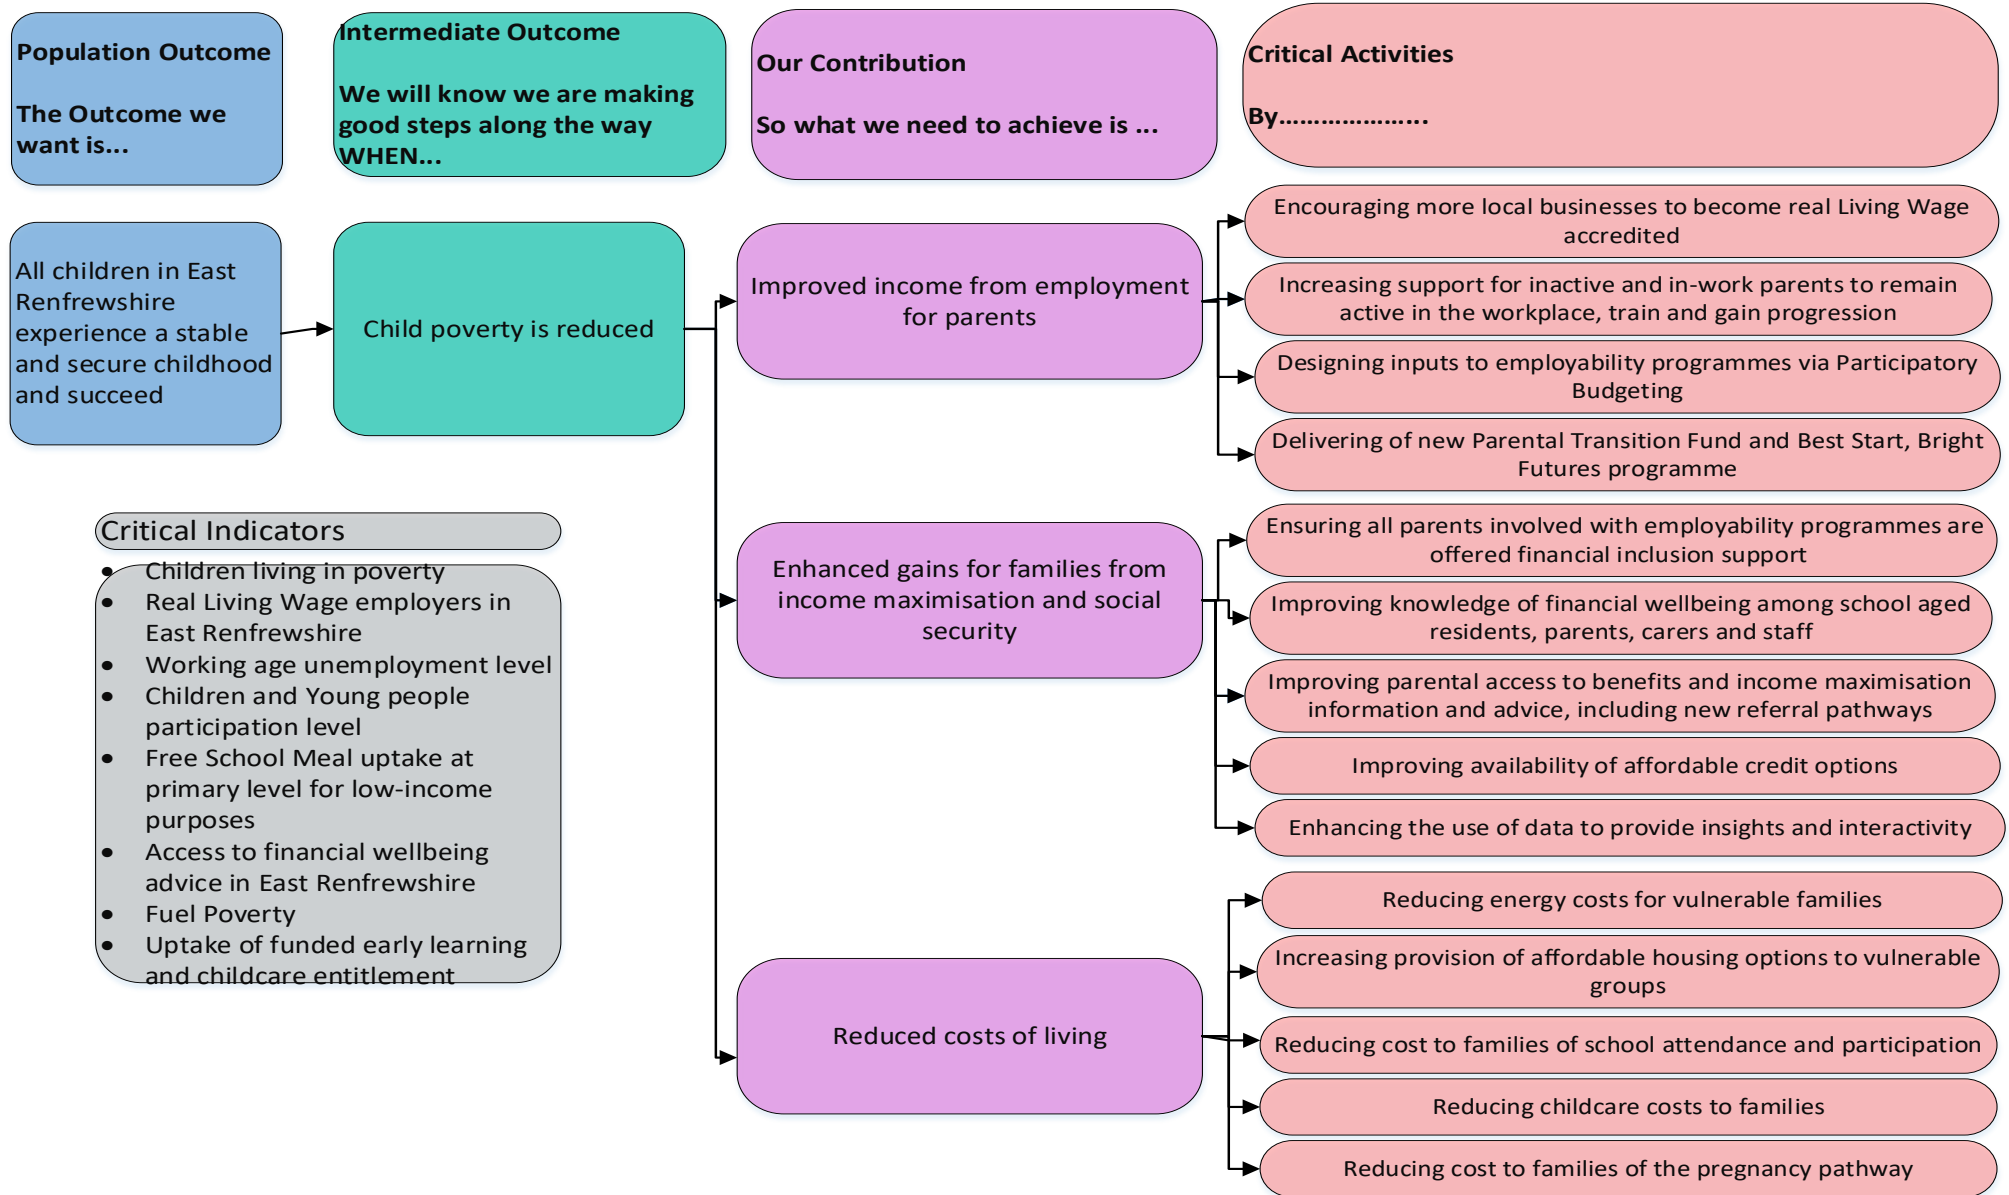 Population Outcome
The Outcome we
want is...
Intermediate Outcome
We will know we are making
good steps along the way
WHEN...
Our Contribution
So what we need to achieve is ...
Critical Activities
By....................
All children in East
Renfrewshire
experience a stable
and secure childhood
and succeed
Child poverty is reduced
Improved income from employment
for parents
Encouraging more local businesses to become real Living Wage
accredited
Increasing support for inactive and in-work parents to remain
active in the workplace, train and gain progression
Designing inputs to employability programmes via Participatory
Budgeting
Delivering of new Parental Transition Fund and Best Start, Bright
Futures programme
Enhanced gains for families from
income maximisation and social
security
Ensuring all parents involved with employability programmes are
offered financial inclusion support
Improving knowledge of financial wellbeing among school aged
residents, parents, carers and staff
Improving parental access to benefits and income maximisation
information and advice, including new referral pathways
Improving availability of affordable credit options
Enhancing the use of data to provide insights and interactivity
Reduced costs of living
Reducing energy costs for vulnerable families
Increasing provision of affordable housing options to vulnerable
groups
Reducing cost to families of school attendance and participation
Reducing childcare costs to families
Reducing cost to families of the pregnancy pathway
Critical Indicators
• Children living in poverty
• Real Living Wage employers in
East Renfrewshire
• Working age unemployment level
• Children and Young people
participation level
• Free School Meal uptake at
primary level for low-income
purposes
• Access to financial wellbeing
advice in East Renfrewshire
• Fuel Poverty
• Uptake of funded early learning
and childcare entitlement